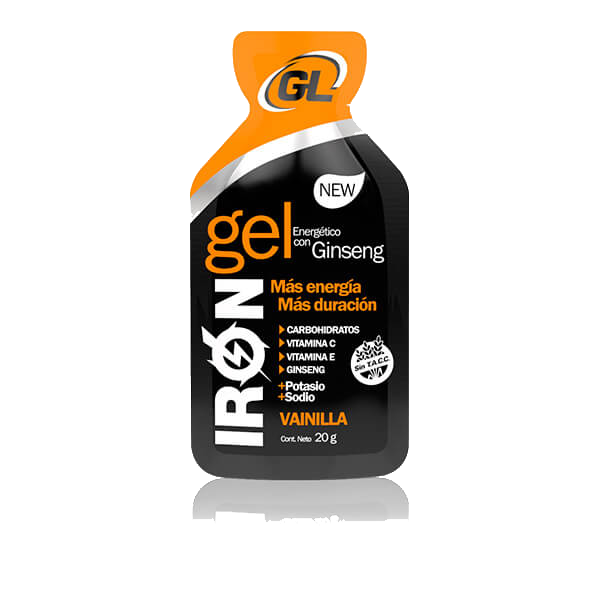 GL
NEW
gel
Energético
con Ginseng
IRON
Más energía
Más duración
CARBOHIDRATOS
VITAMINA C
VITAMINA E
GINSENG
+Potasio
+Sodio
Sin T.A.C.C.
VAINILLA
Cont. Neto 20 g